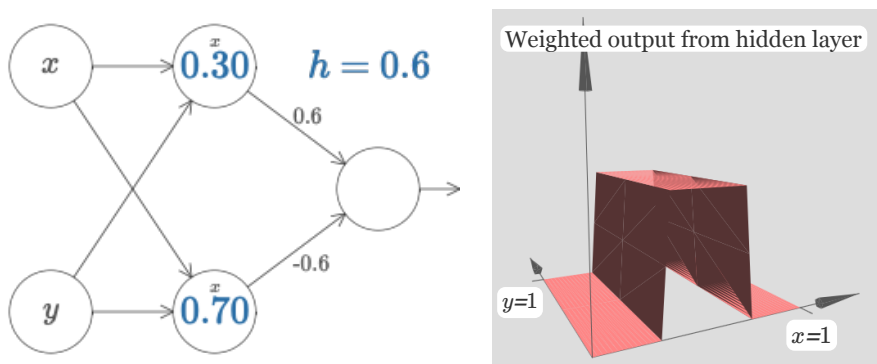 x
x
0.30
h = 0.6
0.6
-0.6
y
x
0.70
Weighted output from hidden layer
y=1
x=1